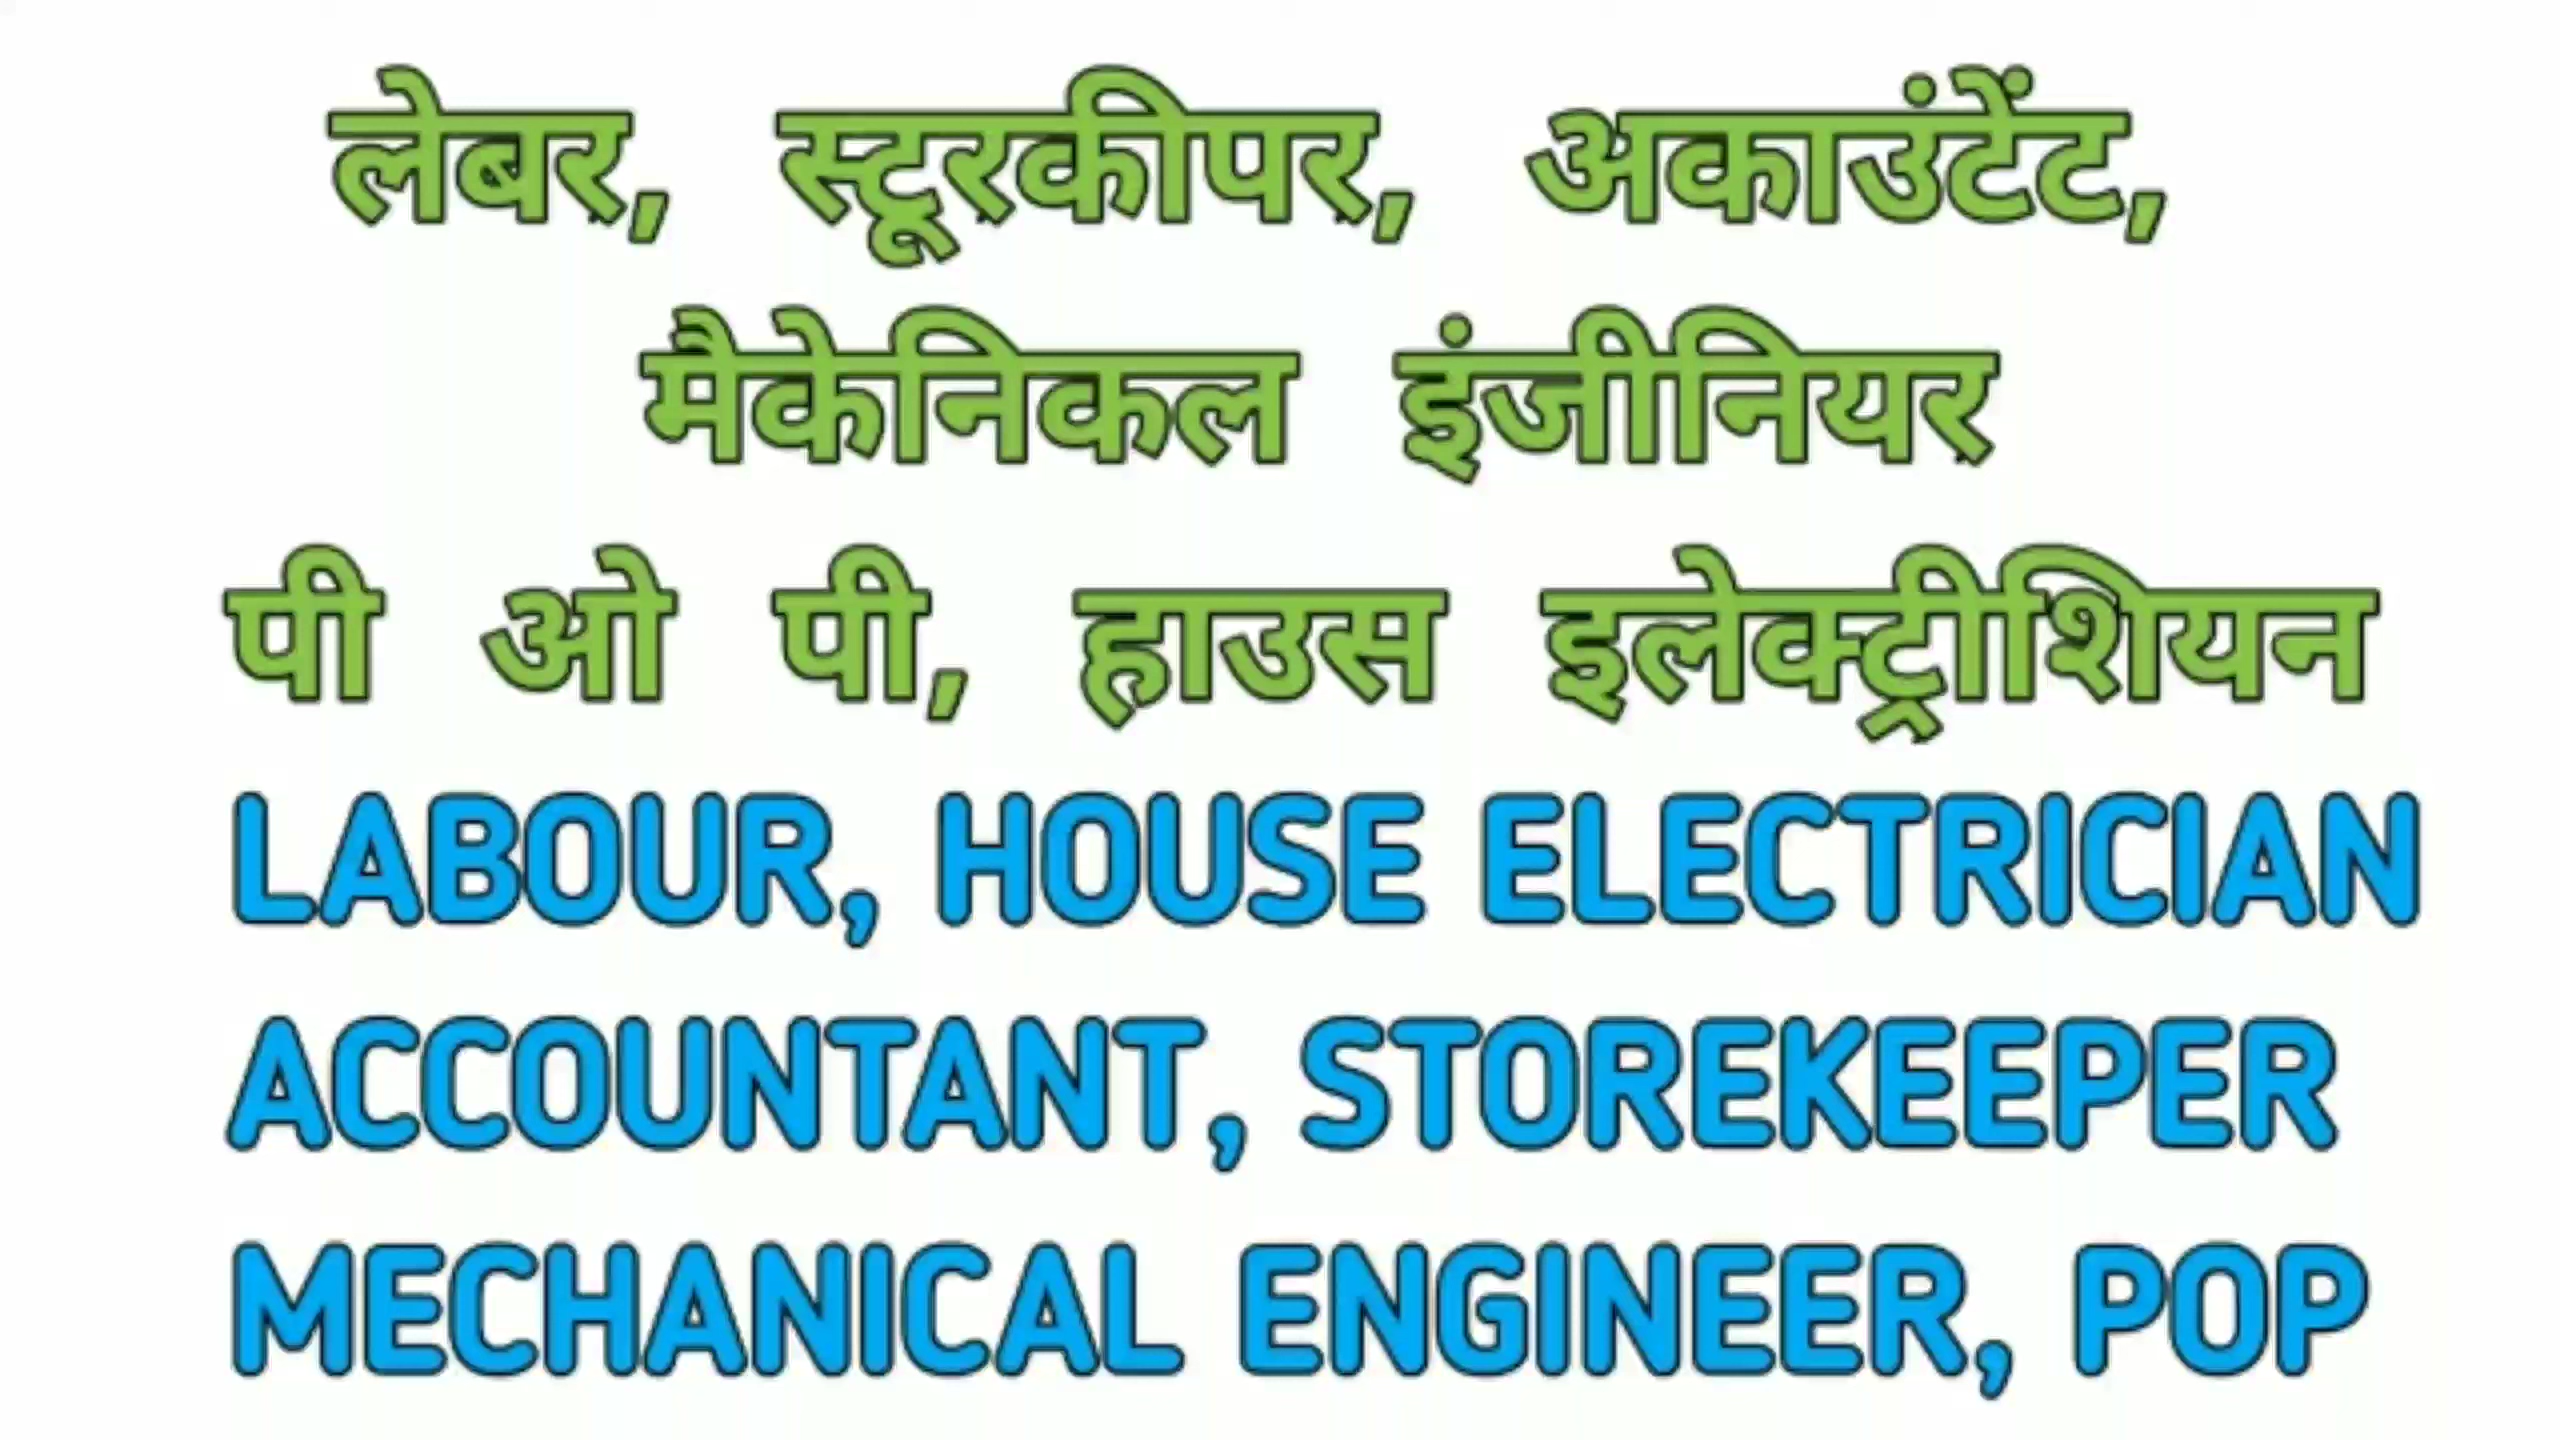 लेबर, स्टूरकीपर, अकाउंटेंट,
मैकेनिकल इंजीनियर
पी ओ पी, हाउस इलेक्ट्रीशियन
LABOUR, HOUSE ELECTRICIAN
ACCOUNTANT, STOREKEEPER
MECHANICAL ENGINEER, POP